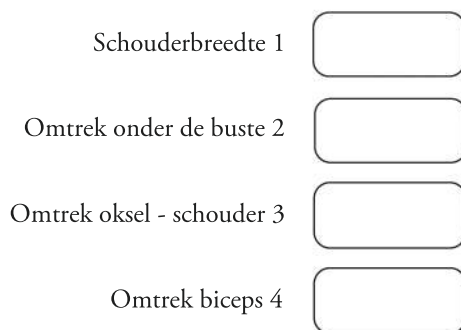 Schouderbreedte 1
Omtrek onder de buste 2
Omtrek oksel - schouder 3
Omtrek biceps 4